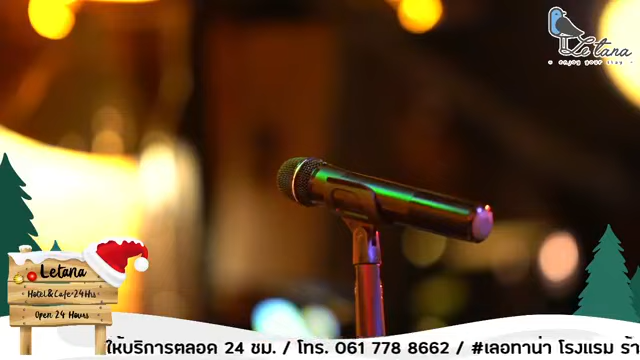 Letana
- enjoy your stay -
Letana
Hotel & Cafe 24Hrs
Open 24 Hours
ให้บริการตลอด 24 ชม. / โทร. 061 778 8662 / #เลอทาน่า โรงแรม ร้า